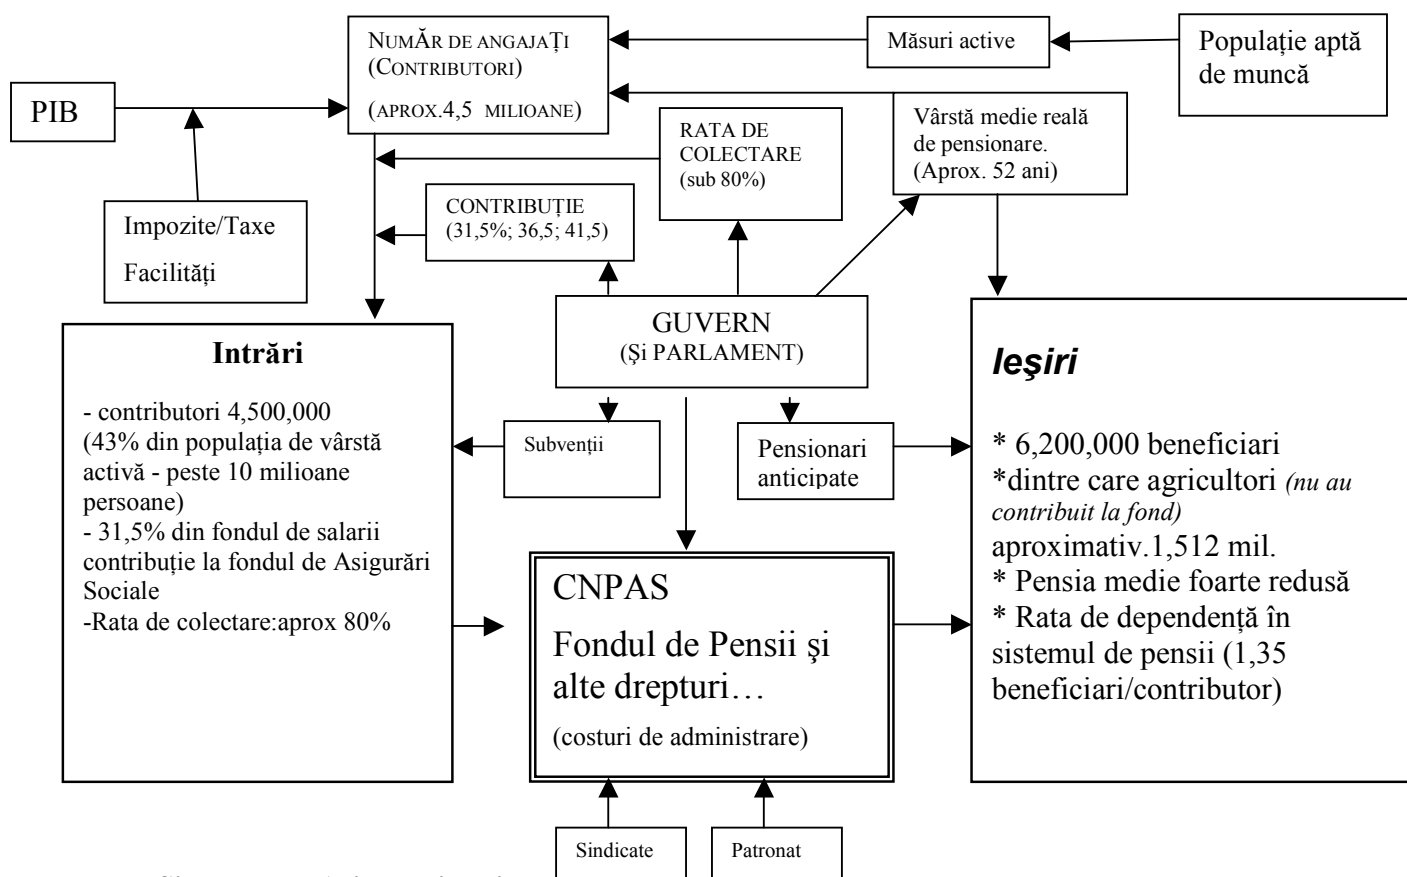 NUMĂR DE ANGAJAȚI
(CONTRIBUTORI)
(APROX.4,5 MILIOANE)
Măsuri active
Populație aptă
de muncă
PIB
Vârstă medie reală
de pensionare.
(Aprox. 52 ani)
RATA DE
COLECTARE
(sub 80%)
CONTRIBUȚIE
(31,5%; 36,5; 41,5)
Impozite/Taxe
Facilități
GUVERN
(Și PARLAMENT)
Intrări
- contributori 4,500,000
(43% din populația de vârstă
activă - peste 10 milioane
persoane)
- 31,5% din fondul de salarii
contribuție la fondul de Asigurări
Sociale
-Rata de colectare:aprox 80%
Subvenții
Pensionari
anticipate
Ieşiri
* 6,200,000 beneficiari
*dintre care agricultori (nu au
contribuit la fond)
aproximativ.1,512 mil.
* Pensia medie foarte redusă
* Rata de dependență în
sistemul de pensii (1,35
beneficiari/contributor)
CNPAS
Fondul de Pensii şi
alte drepturi…
(costuri de administrare)
Sindicate
Patronat